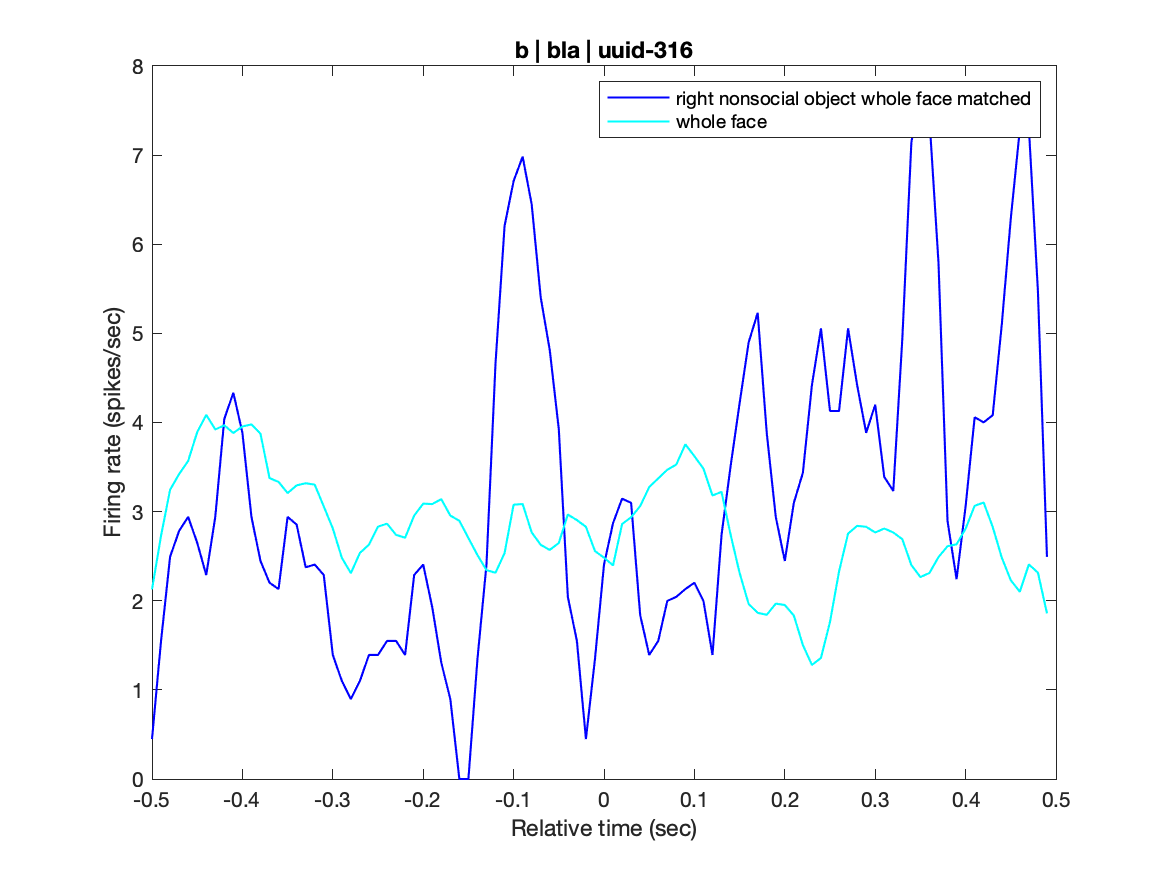 b | bla | uuid-316
right nonsocial object whole face matched
whole face
Firing rate (spikes/sec)
8
7
6
5
4
3
2
1
0
-0.5 -0.4 -0.3 -0.2 -0.1 0 0.1 0.2 0.3 0.4 0.5
Relative time (sec)